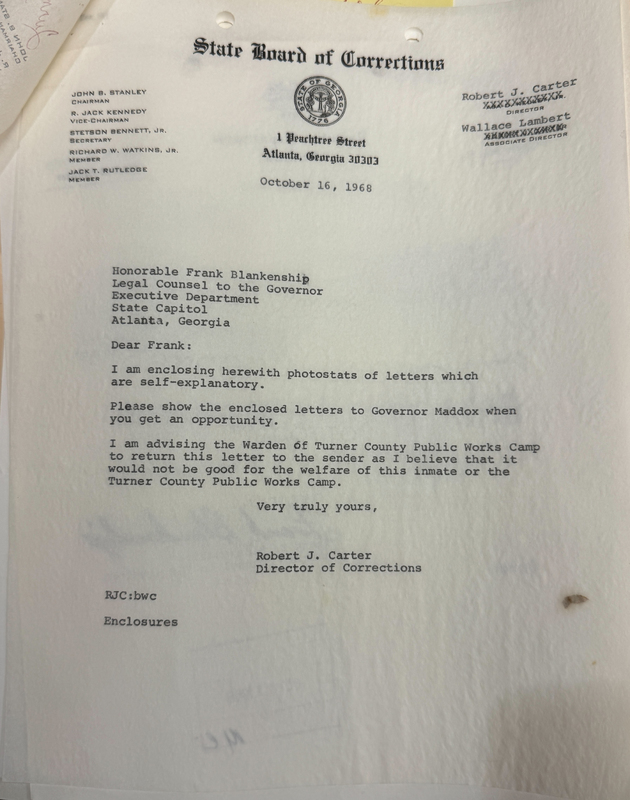 State Board of Corrections
JOHN B. STANLEY
CHAIRMAN
R. JACK KENNEDY
VICE-CHAIRMAN
STETSON BENNETT, JR.
SECRETARY
RICHARD W. WATKINS, JR.
MEMBER
JACK T. RUTLEDGE
MEMBER
STATE OF GEORGIA
1776
1 Peachtree Street
Atlanta, Georgia 30303
Robert J. Carter
DIRECTOR
Wallace Lambert
ASSOCIATE DIRECTOR
October 16, 1968
Honorable Frank Blankenship
Legal Counsel to the Governor
Executive Department
State Capitol
Atlanta, Georgia
Dear Frank:
I am enclosing herewith photostats of letters which
are self-explanatory.
Please show the enclosed letters to Governor Maddox when
you get an opportunity.
I am advising the Warden of Turner County Public Works Camp
to return this letter to the sender as I believe that it
would not be good for the welfare of this inmate or the
Turner County Public Works Camp.
Very truly yours,
Robert J. Carter
Director of Corrections
RJC:bwc
Enclosures